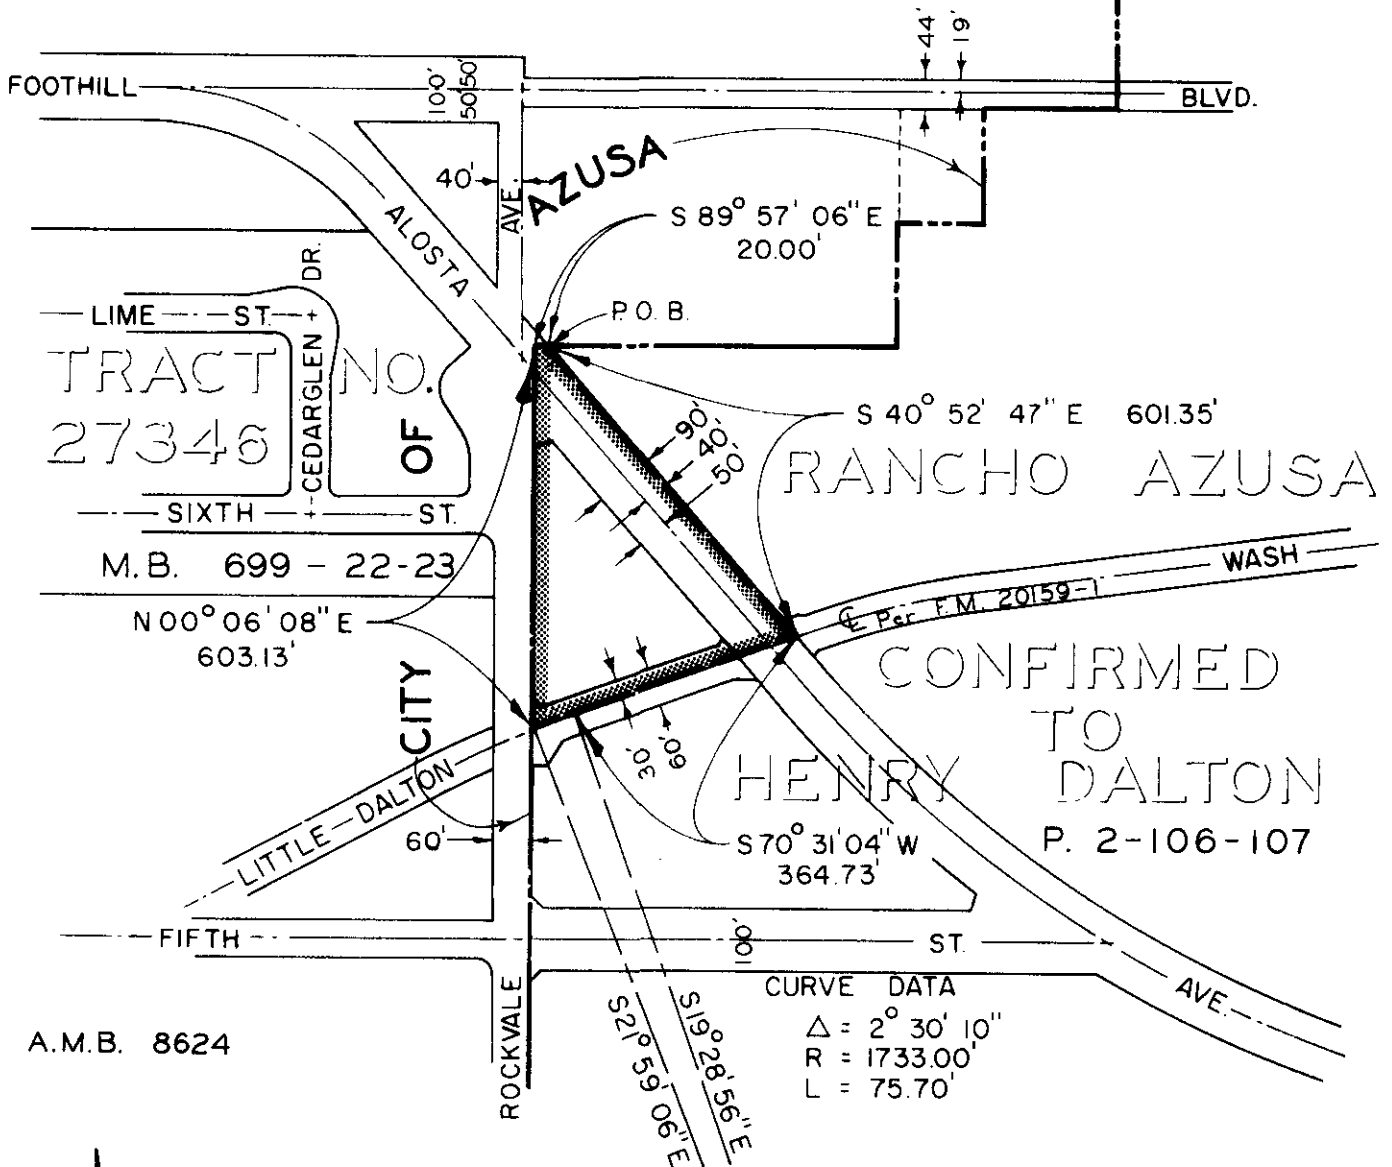 44'
19'
FOOTHILL
100'
50' 50'
BLVD.
40'
AVE.
AZUSA
S 89° 57' 06" E
20.00'
ALOSTA
DR.
P.O.B.
LIME ST.
TRACT NO.
27346
CEDARGLEN
OF
S 40° 52' 47" E 601.35'
90'
40'
50'
RANCHO AZUSA
SIXTH ST.
M.B. 699 - 22-23
WASH
℄ Per F.M. 20159-1
N 00° 06' 08" E
603.13'
CONFIRMED
TO
HENRY DALTON
P. 2-106-107
CITY
30'
60'
LITTLE DALTON
60'
S 70° 31' 04" W
364.73'
FIFTH ST.
100'
ROCKVALE
S 21° 59' 06" E
S 19° 28' 56" E
CURVE DATA
Δ = 2° 30' 10"
R = 1733.00'
L = 75.70'
AVE.
A.M.B. 8624